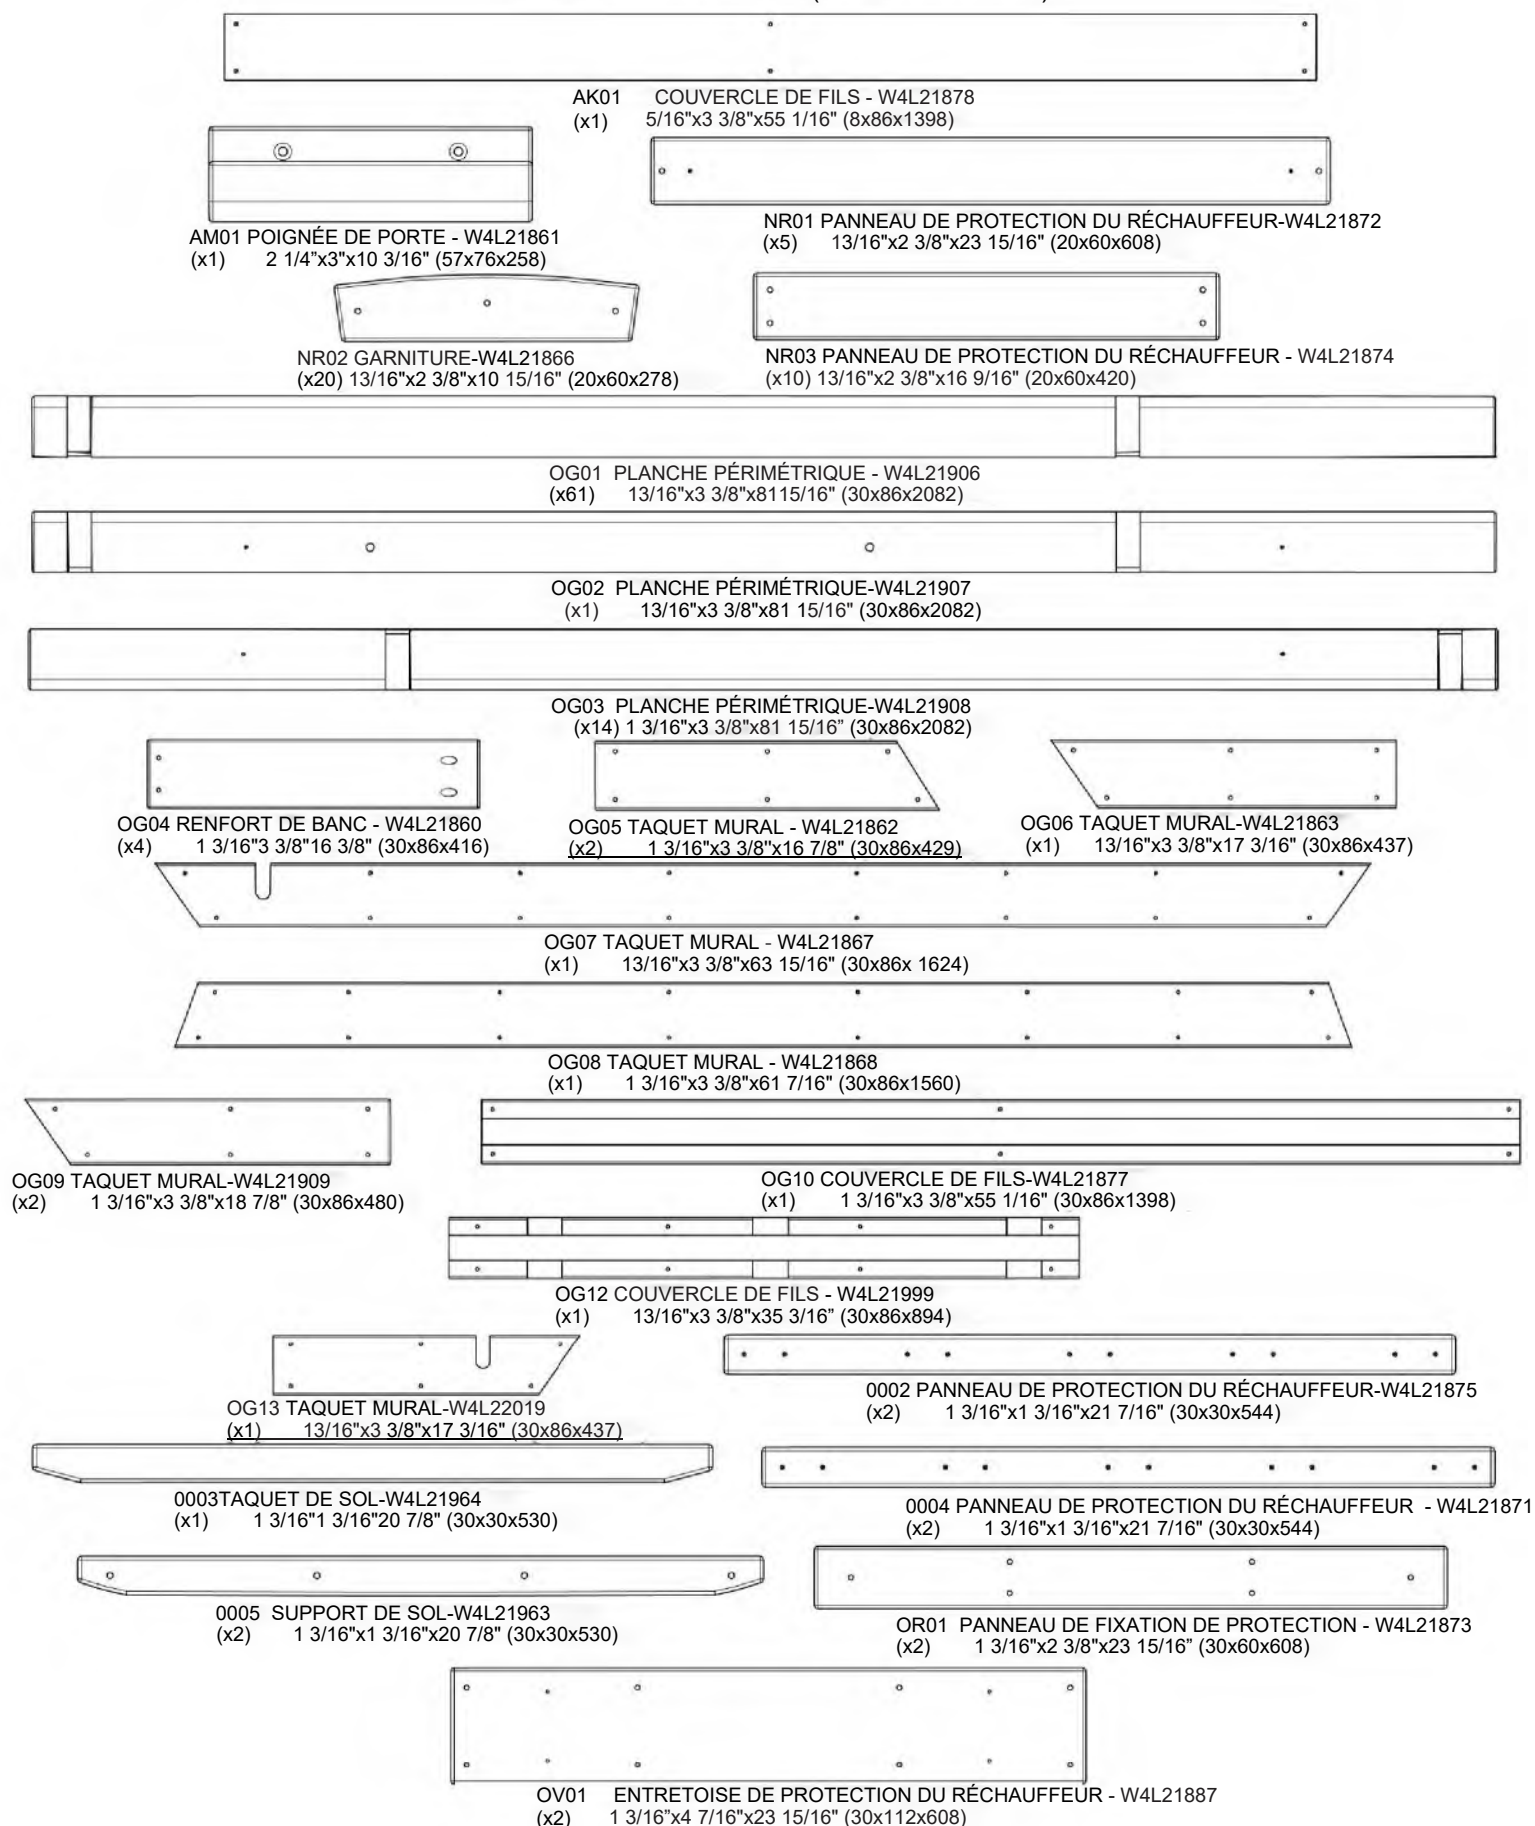 AK01 COUVERCLE DE FILS - W4L21878
(x1) 5/16"x3 3/8"x55 1/16" (8x86x1398)
AM01 POIGNÉE DE PORTE - W4L21861
(x1) 2 1/4”x3"x10 3/16" (57x76x258)
NR01 PANNEAU DE PROTECTION DU RÉCHAUFFEUR-W4L21872
(x5) 13/16"x2 3/8"x23 15/16" (20x60x608)
NR02 GARNITURE-W4L21866
(x20) 13/16"x2 3/8"x10 15/16" (20x60x278)
NR03 PANNEAU DE PROTECTION DU RÉCHAUFFEUR - W4L21874
(x10) 13/16"x2 3/8"x16 9/16" (20x60x420)
OG01 PLANCHE PÉRIMÉTRIQUE - W4L21906
(x61) 13/16"x3 3/8"x8115/16" (30x86x2082)
OG02 PLANCHE PÉRIMÉTRIQUE-W4L21907
(x1) 13/16"x3 3/8"x81 15/16" (30x86x2082)
OG03 PLANCHE PÉRIMÉTRIQUE-W4L21908
(x14) 1 3/16"x3 3/8"x81 15/16” (30x86x2082)
OG04 RENFORT DE BANC - W4L21860
(x4) 1 3/16"3 3/8"16 3/8" (30x86x416)
OG05 TAQUET MURAL - W4L21862
(x2) 1 3/16"x3 3/8"x16 7/8" (30x86x429)
OG06 TAQUET MURAL-W4L21863
(x1) 13/16"x3 3/8"x17 3/16" (30x86x437)
OG07 TAQUET MURAL - W4L21867
(x1) 13/16"x3 3/8"x63 15/16" (30x86x 1624)
OG08 TAQUET MURAL - W4L21868
(x1) 1 3/16"x3 3/8"x61 7/16" (30x86x1560)
OG09 TAQUET MURAL-W4L21909
(x2) 1 3/16"x3 3/8"x18 7/8" (30x86x480)
OG10 COUVERCLE DE FILS-W4L21877
(x1) 1 3/16"x3 3/8"x55 1/16" (30x86x1398)
OG12 COUVERCLE DE FILS - W4L21999
(x1) 13/16"x3 3/8"x35 3/16” (30x86x894)
OG13 TAQUET MURAL-W4L22019
(x1) 13/16"x3 3/8"x17 3/16" (30x86x437)
0002 PANNEAU DE PROTECTION DU RÉCHAUFFEUR-W4L21875
(x2) 1 3/16"x1 3/16"x21 7/16" (30x30x544)
0003TAQUET DE SOL-W4L21964
(x1) 1 3/16"1 3/16"20 7/8" (30x30x530)
0004 PANNEAU DE PROTECTION DU RÉCHAUFFEUR - W4L21871
(x2) 1 3/16"x1 3/16"x21 7/16" (30x30x544)
0005 SUPPORT DE SOL-W4L21963
(x2) 1 3/16"x1 3/16"x20 7/8" (30x30x530)
OR01 PANNEAU DE FIXATION DE PROTECTION - W4L21873
(x2) 1 3/16"x2 3/8"x23 15/16” (30x60x608)
OV01 ENTRETOISE DE PROTECTION DU RÉCHAUFFEUR - W4L21887
(x2) 1 3/16”x4 7/16"x23 15/16" (30x112x608)